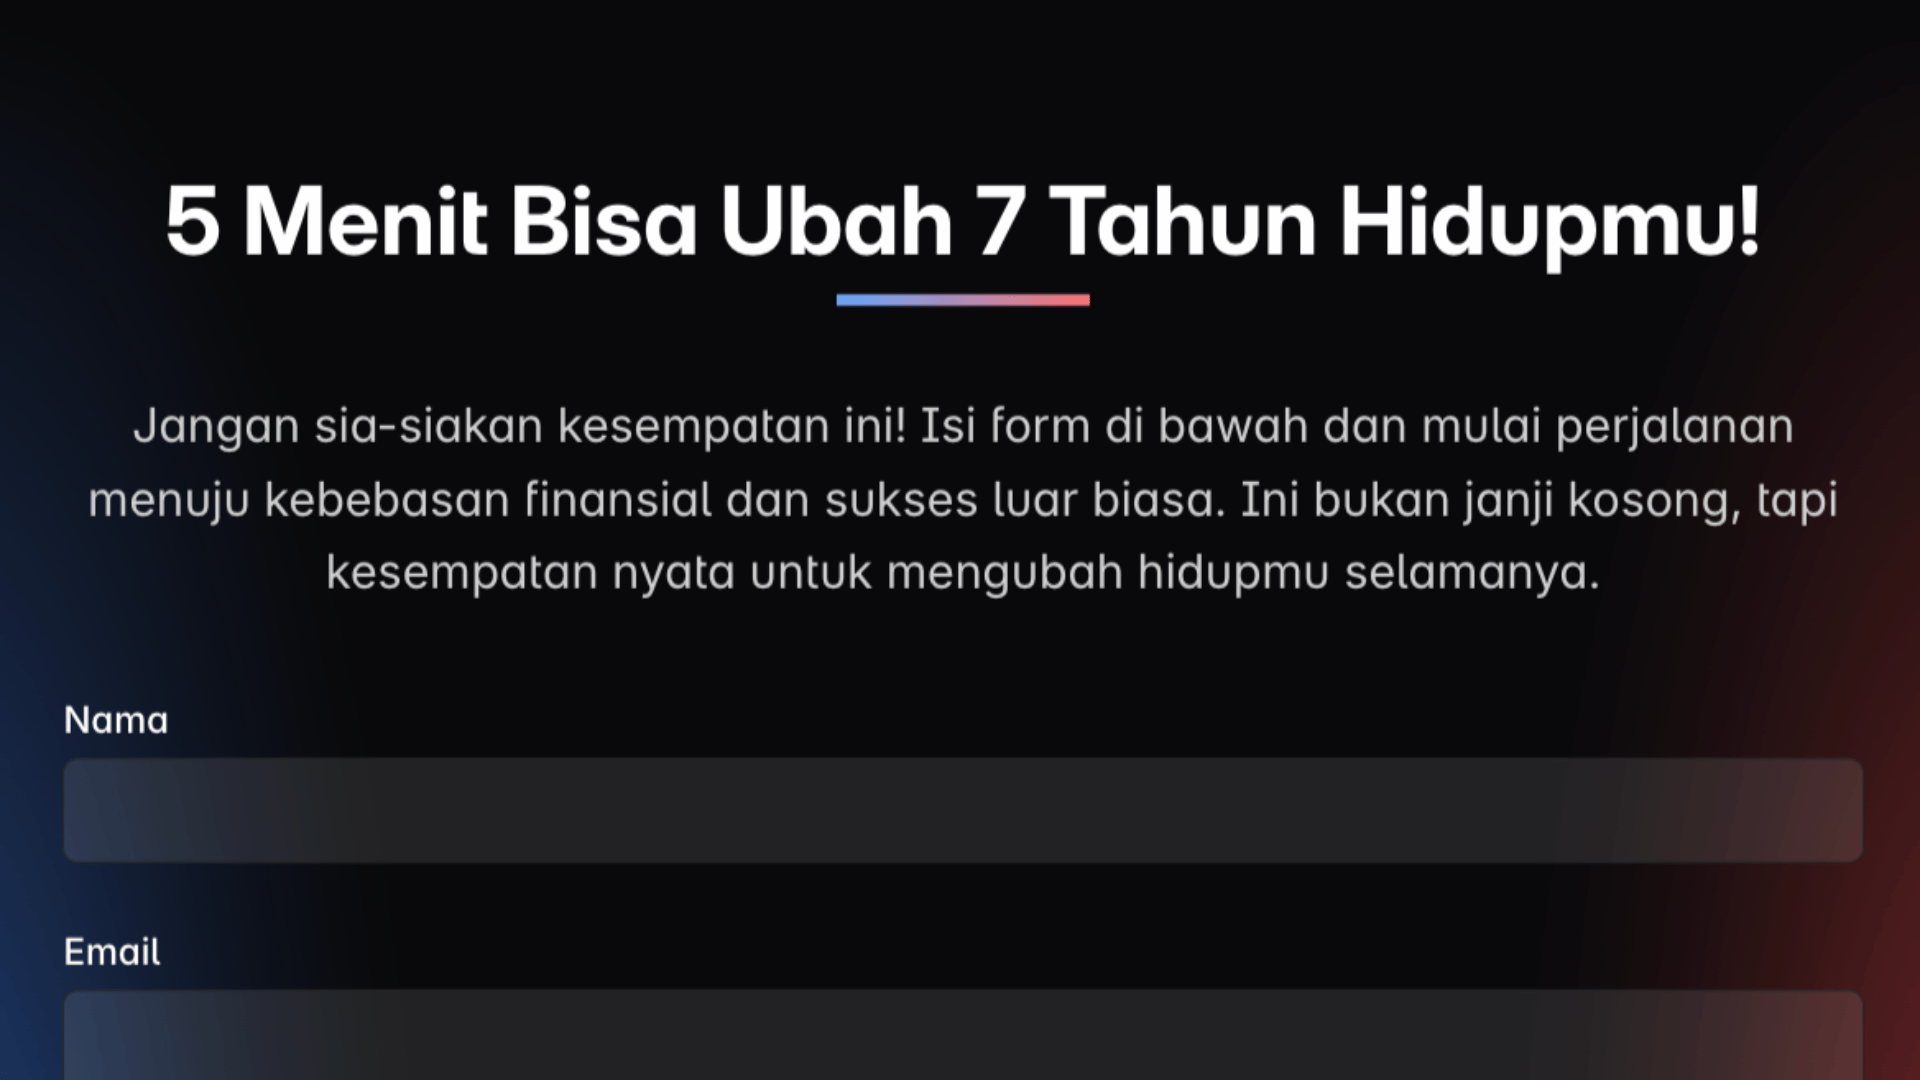 5 Menit Bisa Ubah 7 Tahun Hidupmu!
Jangan sia-siakan kesempatan ini! Isi form di bawah dan mulai perjalanan
menuju kebebasan finansial dan sukses luar biasa. Ini bukan janji kosong, tapi
kesempatan nyata untuk mengubah hidupmu selamanya.
Nama
Email